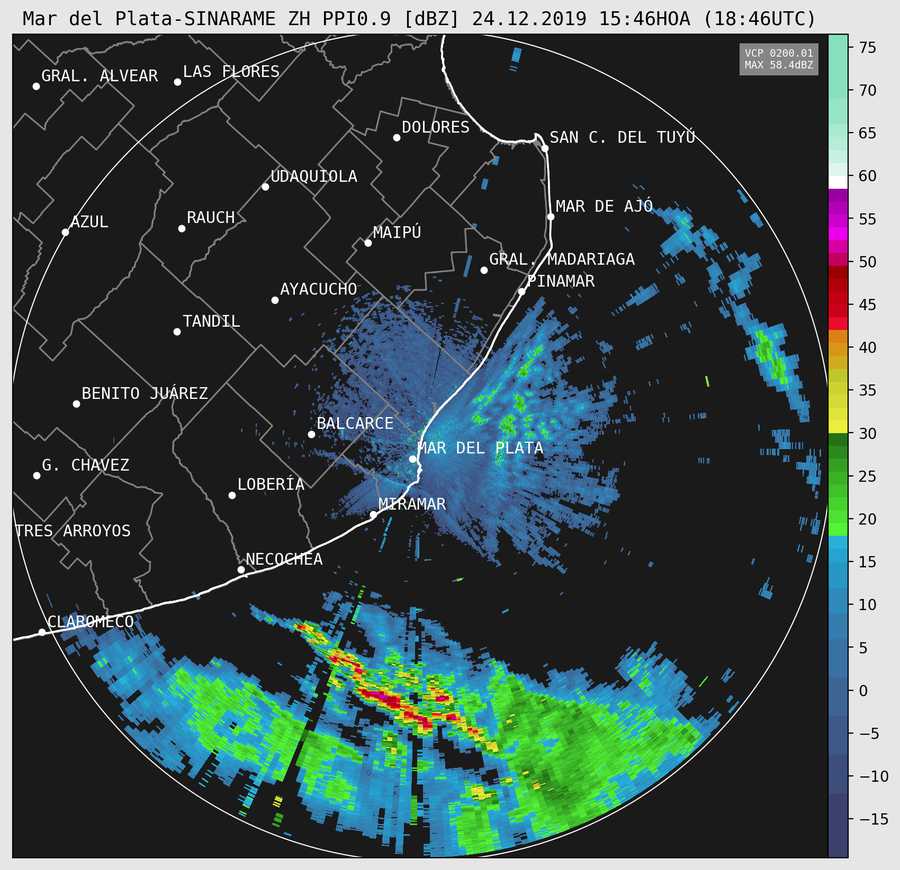 Mar del Plata-SINARAME ZH PPI0.9 [dBZ] 24.12.2019 15:46HOA (18:46UTC)
VCP 0200.01
MAX 58.4dBZ
GRAL. ALVEAR
LAS FLORES
DOLORES
SAN C. DEL TUYÚ
UDAQUIOLA
MAR DE AJÓ
AZUL
RAUCH
MAIPÚ
GRAL. MADARIAGA
PINAMAR
AYACUCHO
TANDIL
BENITO JUÁREZ
BALCARCE
MAR DEL PLATA
G. CHAVEZ
LOBERÍA
MIRAMAR
TRES ARROYOS
NECOCHEA
CLAROMECO
75
70
65
60
55
50
45
40
35
30
25
20
15
10
5
0
−5
−10
−15